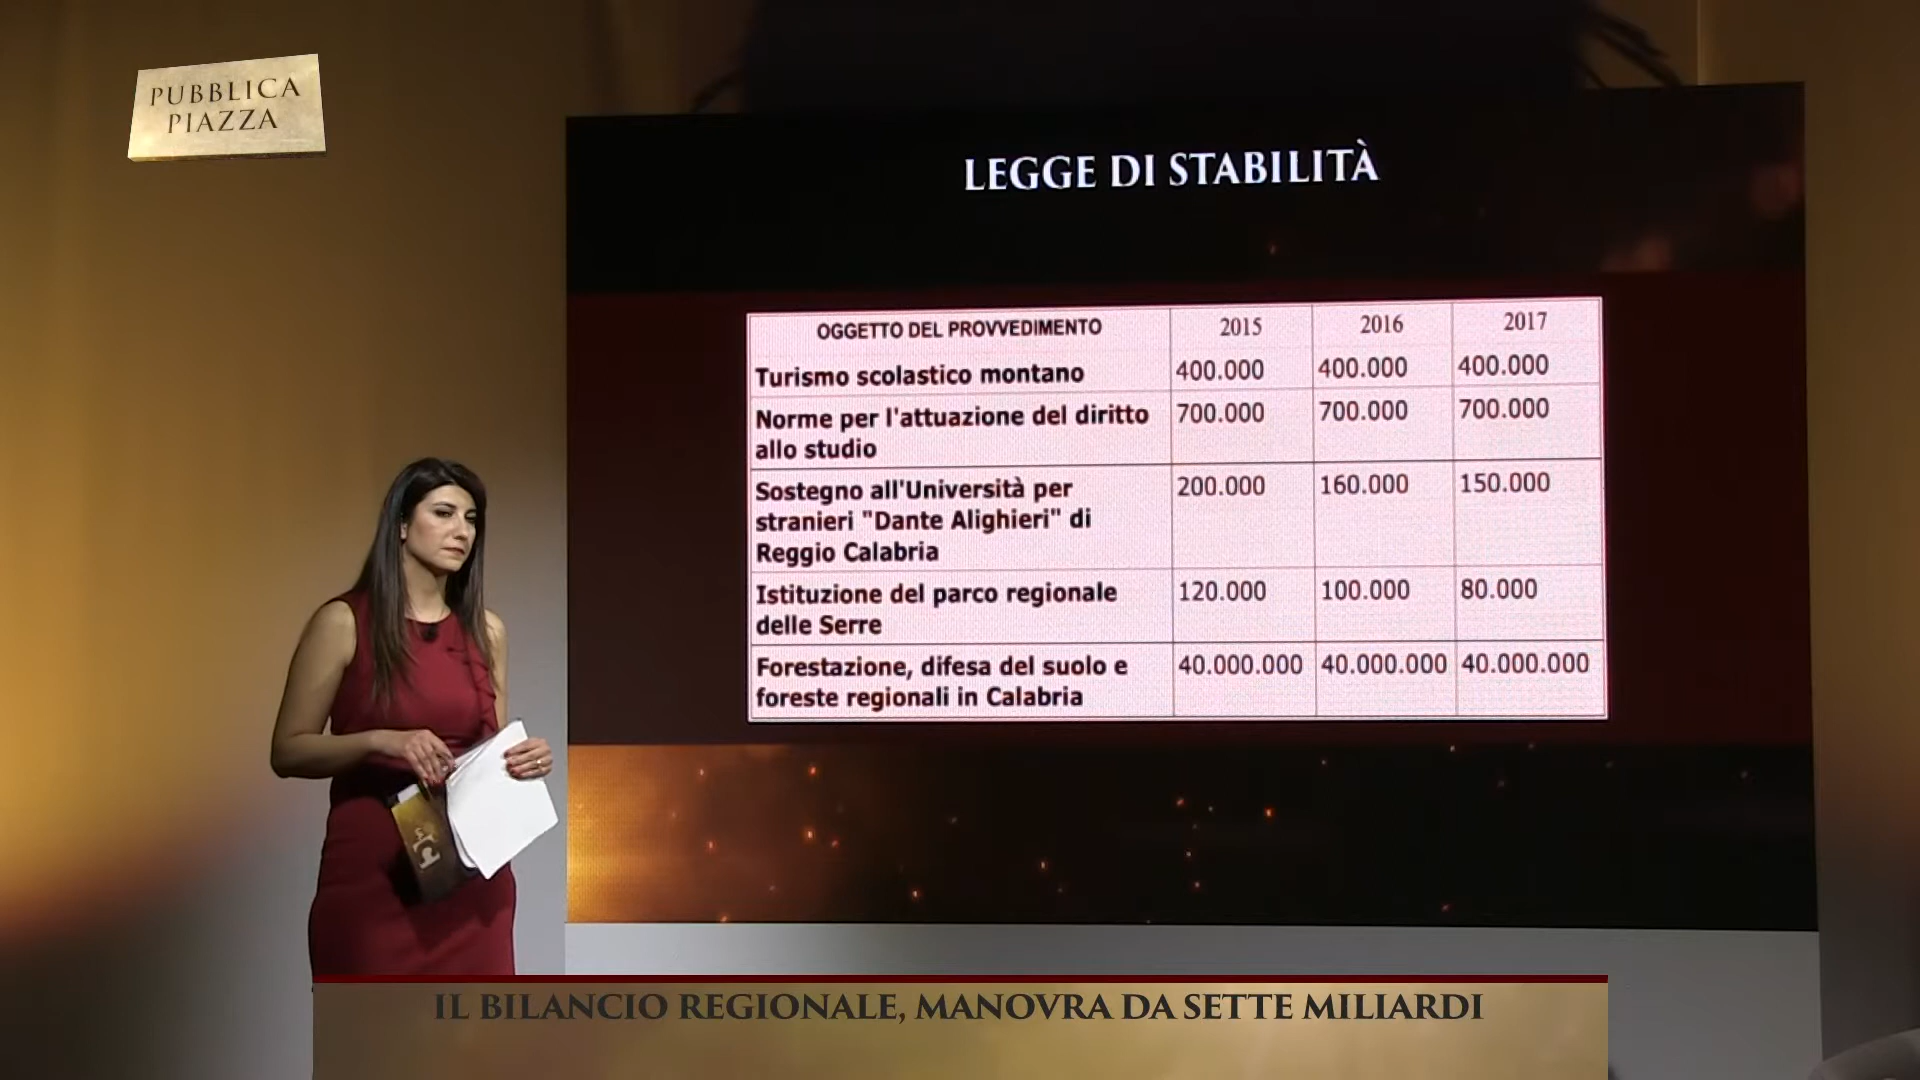 PUBBLICA
PIAZZA
LEGGE DI STABILITÀ
OGGETTO DEL PROVVEDIMENTO 2015 2016 2017
Turismo scolastico montano 400.000 400.000 400.000
Norme per l'attuazione del diritto 700.000 700.000 700.000
allo studio
Sostegno all'Università per 200.000 160.000 150.000
stranieri "Dante Alighieri" di
Reggio Calabria
Istituzione del parco regionale 120.000 100.000 80.000
delle Serre
Forestazione, difesa del suolo e 40.000.000 40.000.000 40.000.000
foreste regionali in Calabria
IL BILANCIO REGIONALE, MANOVRA DA SETTE MILIARDI